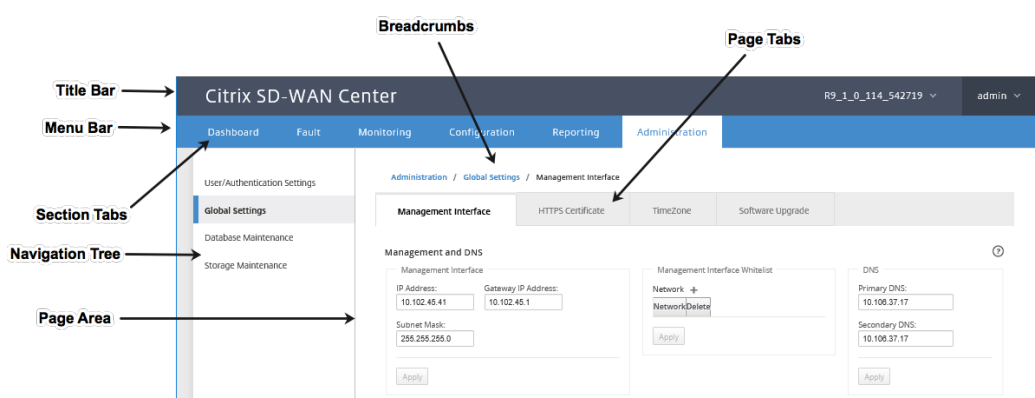 Breadcrumbs
Page Tabs
Title Bar
Citrix SD-WAN Center
R9_1_0_114_542719
admin
Menu Bar
Dashboard Fault Monitoring Configuration Reporting Administration
Section Tabs
Navigation Tree
Page Area
User/Authentication Settings
Global Settings
Database Maintenance
Storage Maintenance
Administration / Global Settings / Management Interface
Management Interface HTTPS Certificate TimeZone Software Upgrade
Management and DNS
?
Management Interface
IP Address: Gateway IP Address:
10.102.45.41 10.102.45.1
Subnet Mask:
255.255.255.0
Apply
Management Interface Whitelist
Network +
Network Delete
Apply
DNS
Primary DNS:
10.106.37.17
Secondary DNS:
10.106.37.17
Apply